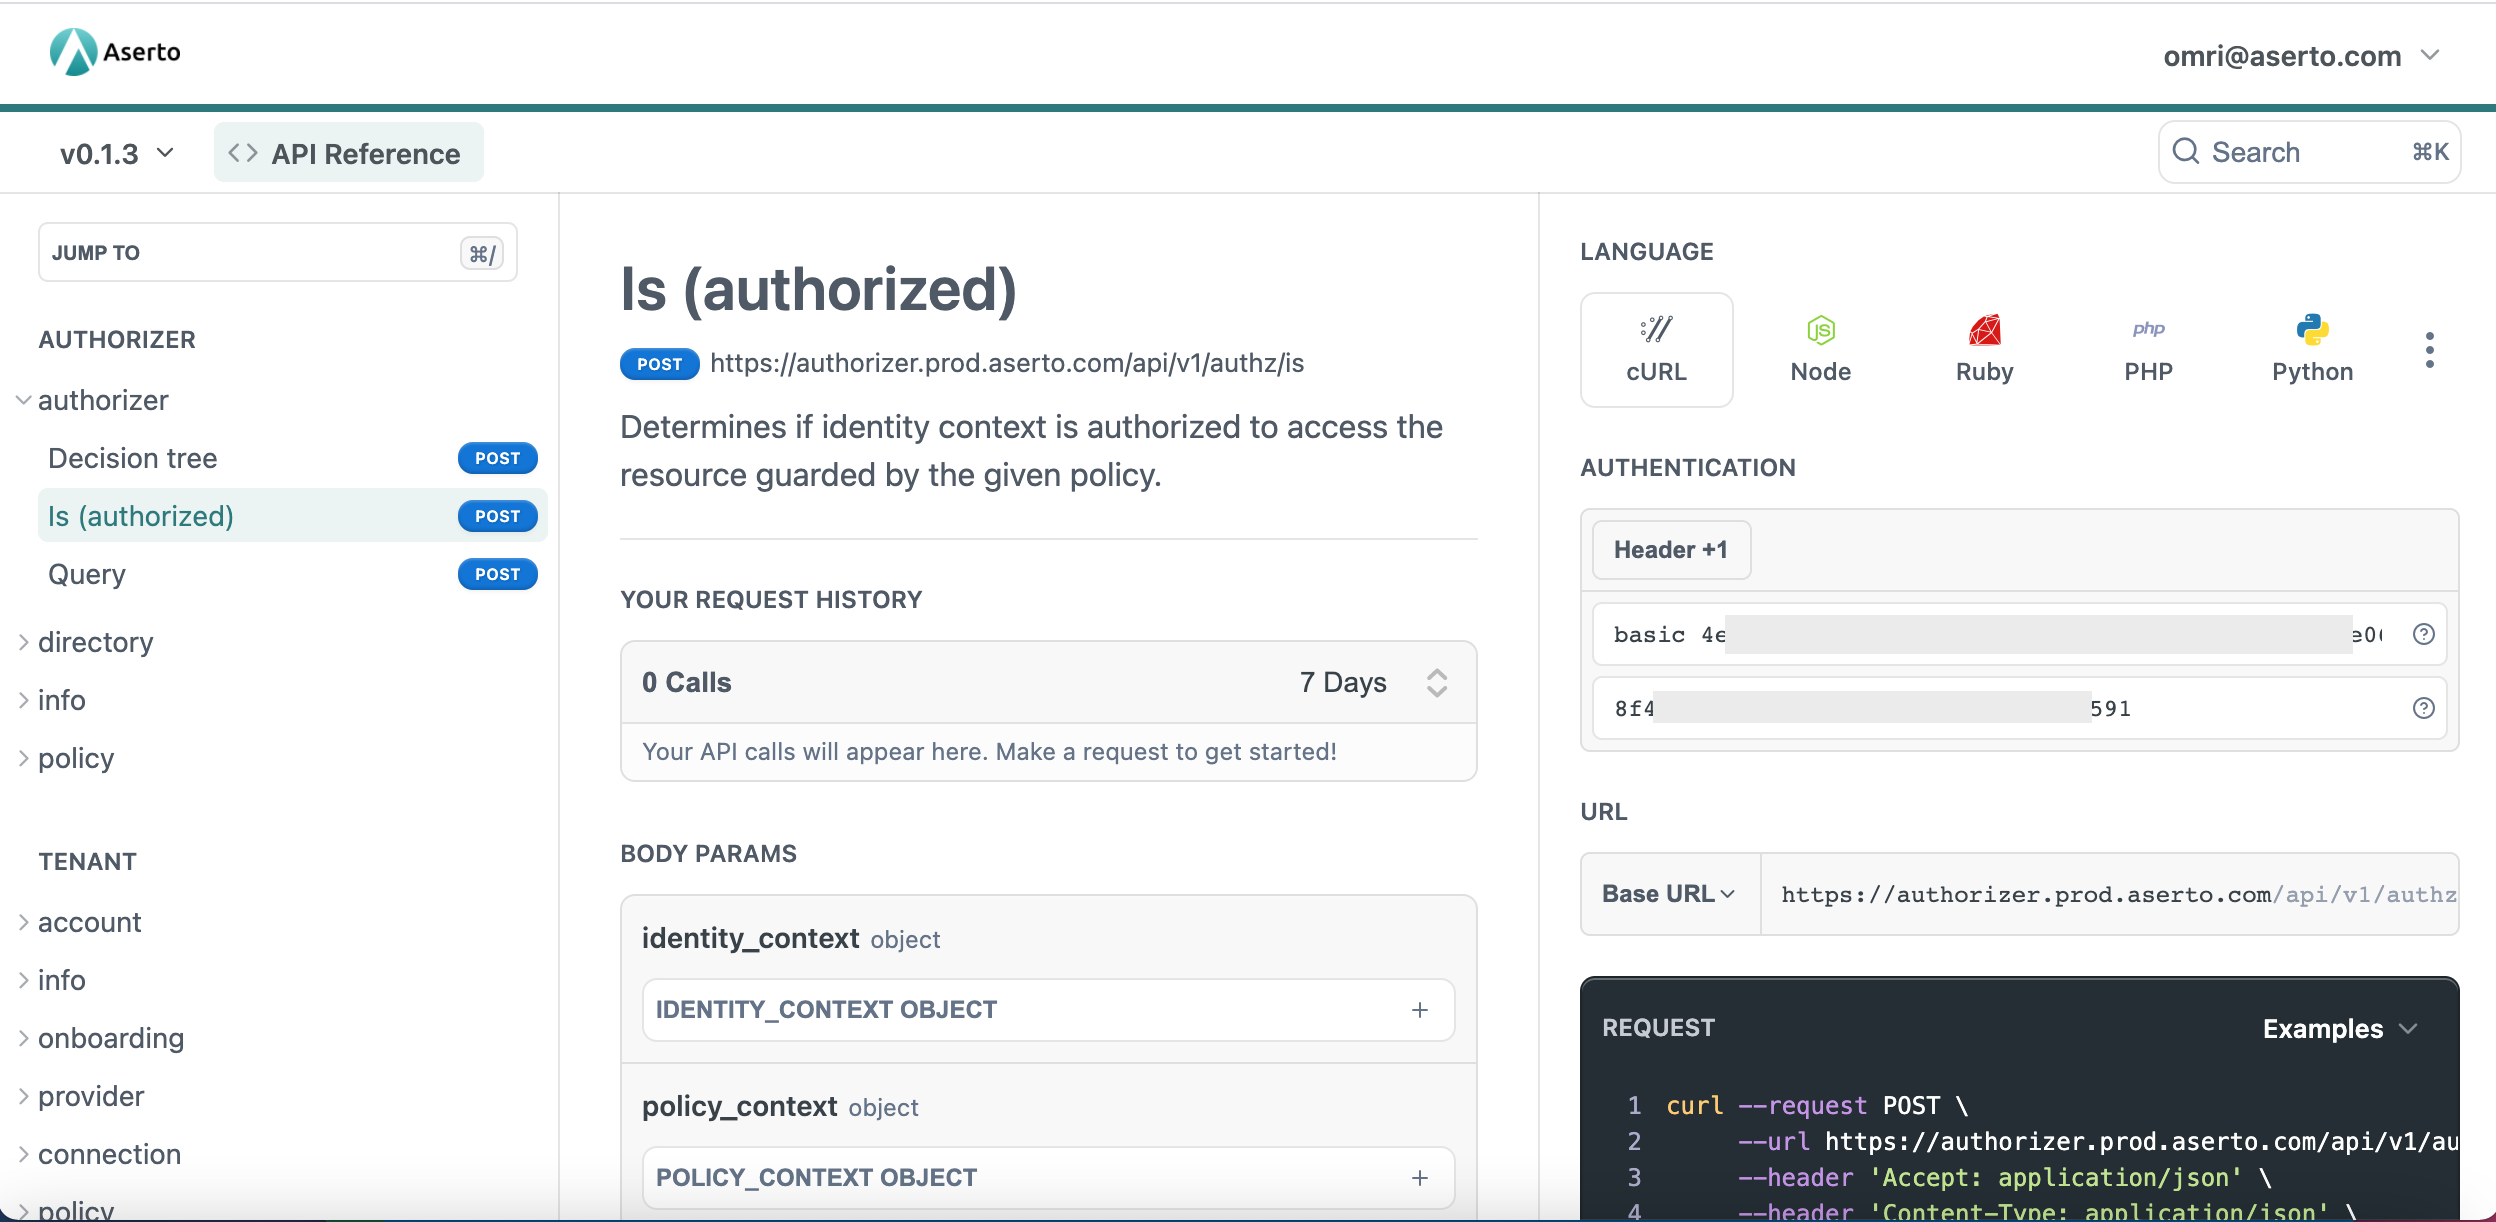 Aserto
omri@aserto.com
v0.1.3
<> API Reference
Search
⌘K
JUMP TO
⌘/
AUTHORIZER
authorizer
Decision tree POST
Is (authorized) POST
Query POST
directory
info
policy
TENANT
account
info
onboarding
provider
connection
policy
Is (authorized)
POST https://authorizer.prod.aserto.com/api/v1/authz/is
Determines if identity context is authorized to access the
resource guarded by the given policy.
YOUR REQUEST HISTORY
0 Calls 7 Days
Your API calls will appear here. Make a request to get started!
BODY PARAMS
identity_context object
IDENTITY_CONTEXT OBJECT +
policy_context object
POLICY_CONTEXT OBJECT +
LANGUAGE
cURL
JS
Node
Ruby
php
PHP
Python
AUTHENTICATION
Header +1
basic 4e e0
8f4 591
URL
Base URL https://authorizer.prod.aserto.com/api/v1/authz
REQUEST
Examples
1 curl --request POST \
2 --url https://authorizer.prod.aserto.com/api/v1/au
3 --header 'Accept: application/json' \
4 --header 'Content-Type: application/json' \